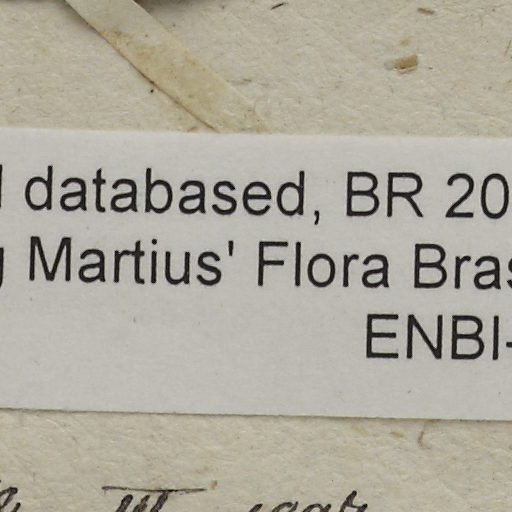 databased, BR 20
Martius' Flora Bras
ENBI-